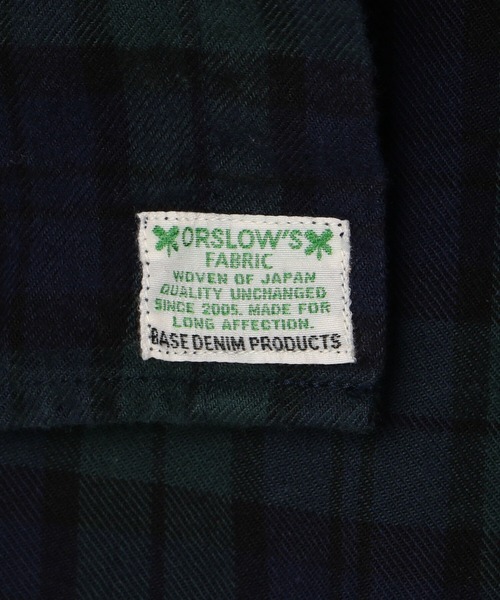 ORSLOW'S
FABRIC
WOVEN OF JAPAN
QUALITY UNCHANGED
SINCE 2005. MADE FOR
LONG AFFECTION.
BASE DENIM PRODUCTS